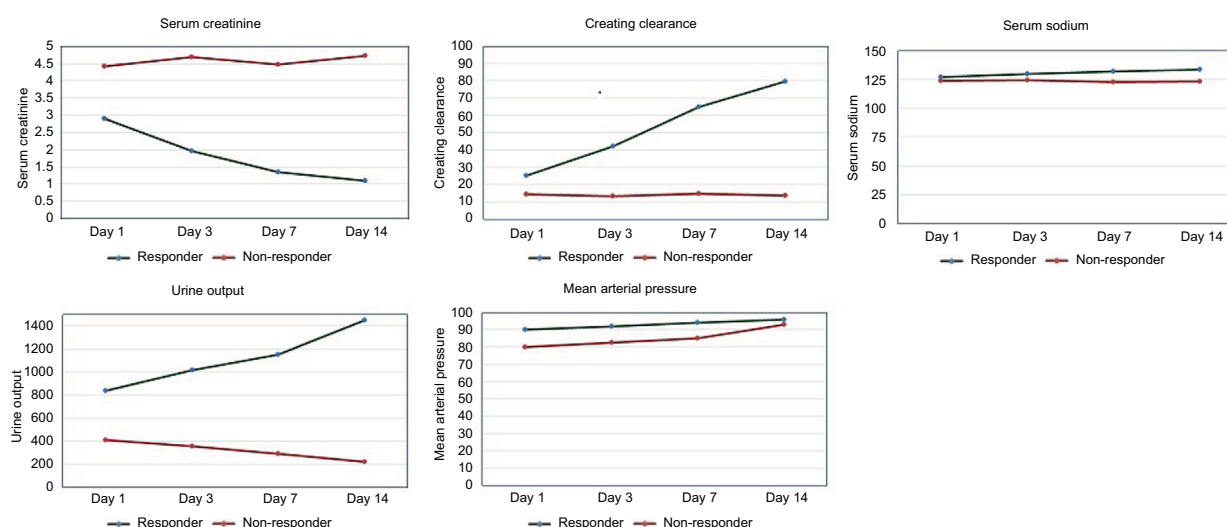 Serum creatinine
Serum creatinine
5
4.5
4
3.5
3
2.5
2
1.5
1
0.5
0
Day 1 Day 3 Day 7 Day 14
Responder Non-responder
Creating clearance
Creating clearance
100
90
80
70
60
50
40
30
20
10
0
Day 1 Day 3 Day 7 Day 14
Responder Non-responder
Serum sodium
Serum sodium
150
125
100
75
50
25
0
Day 1 Day 3 Day 7 Day 14
Responder Non-responder
Urine output
Urine output
1400
1200
1000
800
600
400
200
0
Day 1 Day 3 Day 7 Day 14
Responder Non-responder
Mean arterial pressure
Mean arterial pressure
100
90
80
70
60
50
40
30
20
10
0
Day 1 Day 3 Day 7 Day 14
Responder Non-responder